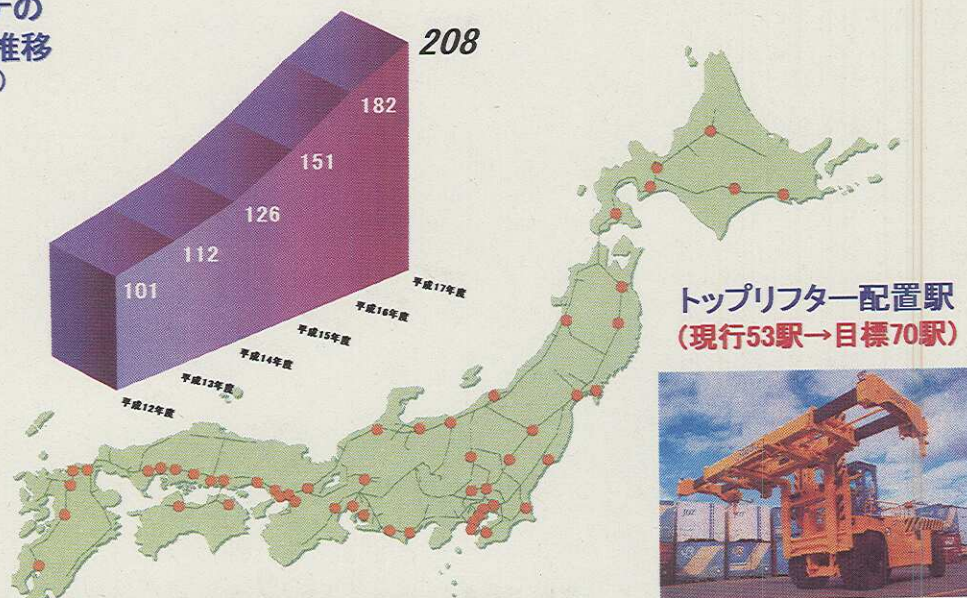 ナの
推移
)
208
182
151
126
112
101
平成17年度
平成16年度
平成15年度
平成14年度
平成13年度
平成12年度
トップリフター配置駅
(現行53駅→目標70駅)